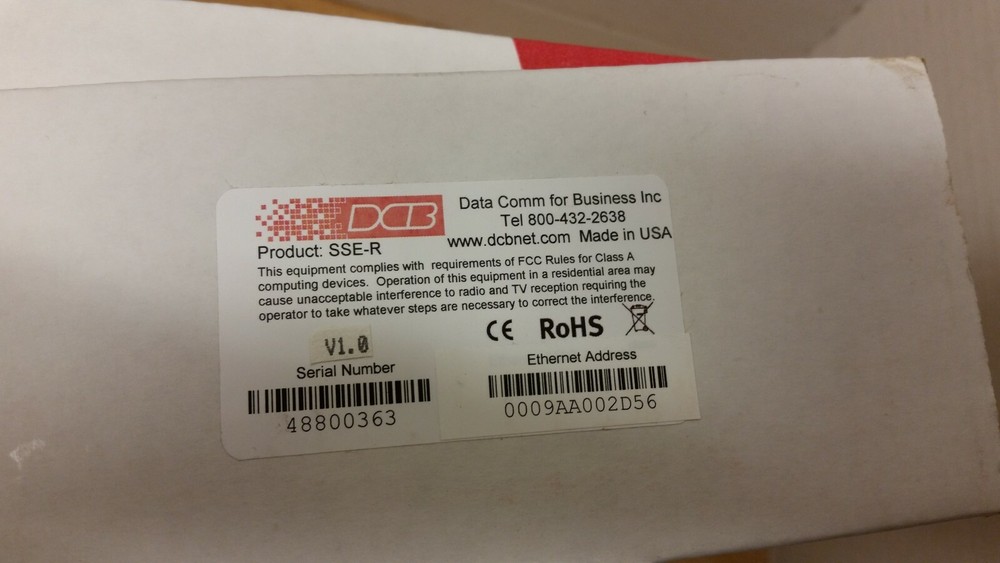 DCB
Data Comm for Business Inc
Tel 800-432-2638
www.dcbnet.com Made in USA
Product: SSE-R
This equipment complies with requirements of FCC Rules for Class A
computing devices. Operation of this equipment in a residential area may
cause unacceptable interference to radio and TV reception requiring the
operator to take whatever steps are necessary to correct the interference.
CE RoHS
V1.0
Serial Number
48800363
Ethernet Address
0009AA002D56